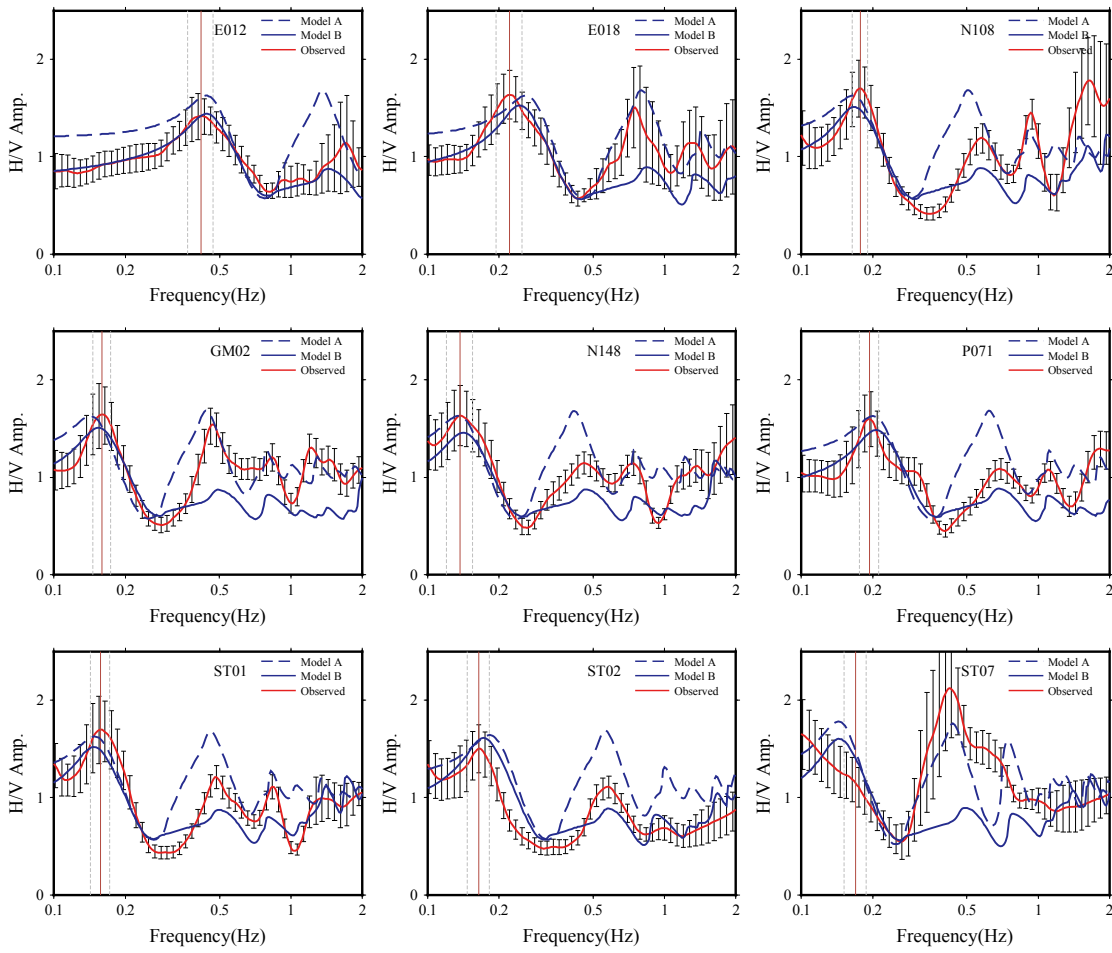 E012
Model A
Model B
Observed
H/V Amp.
2
1
0
0.1 0.2 0.5 1 2
Frequency(Hz)
E018
Model A
Model B
Observed
H/V Amp.
2
1
0
0.1 0.2 0.5 1 2
Frequency(Hz)
N108
Model A
Model B
Observed
H/V Amp.
2
1
0
0.1 0.2 0.5 1 2
Frequency(Hz)
GM02
Model A
Model B
Observed
H/V Amp.
2
1
0
0.1 0.2 0.5 1 2
Frequency(Hz)
N148
Model A
Model B
Observed
H/V Amp.
2
1
0
0.1 0.2 0.5 1 2
Frequency(Hz)
P071
Model A
Model B
Observed
H/V Amp.
2
1
0
0.1 0.2 0.5 1 2
Frequency(Hz)
ST01
Model A
Model B
Observed
H/V Amp.
2
1
0
0.1 0.2 0.5 1 2
Frequency(Hz)
ST02
Model A
Model B
Observed
H/V Amp.
2
1
0
0.1 0.2 0.5 1 2
Frequency(Hz)
ST07
Model A
Model B
Observed
H/V Amp.
2
1
0
0.1 0.2 0.5 1 2
Frequency(Hz)